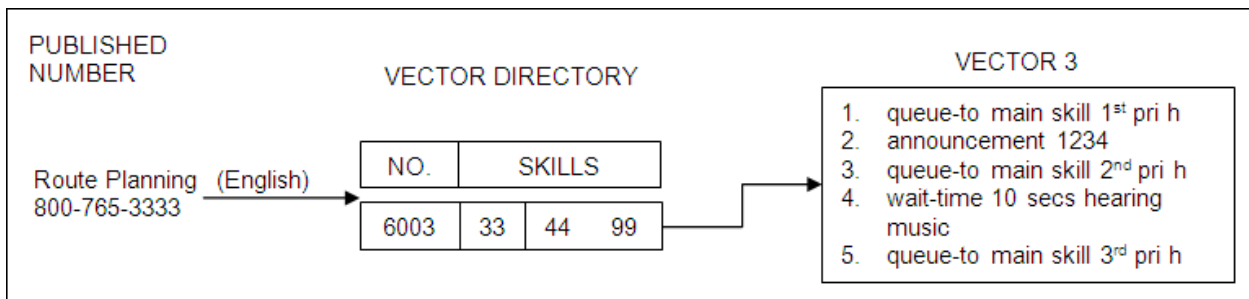 PUBLISHED
NUMBER
VECTOR DIRECTORY
VECTOR 3
Route Planning (English)
800-765-3333
NO. SKILLS
6003 33 44 99
1. queue-to main skill 1st pri h
2. announcement 1234
3. queue-to main skill 2nd pri h
4. wait-time 10 secs hearing
music
5. queue-to main skill 3rd pri h